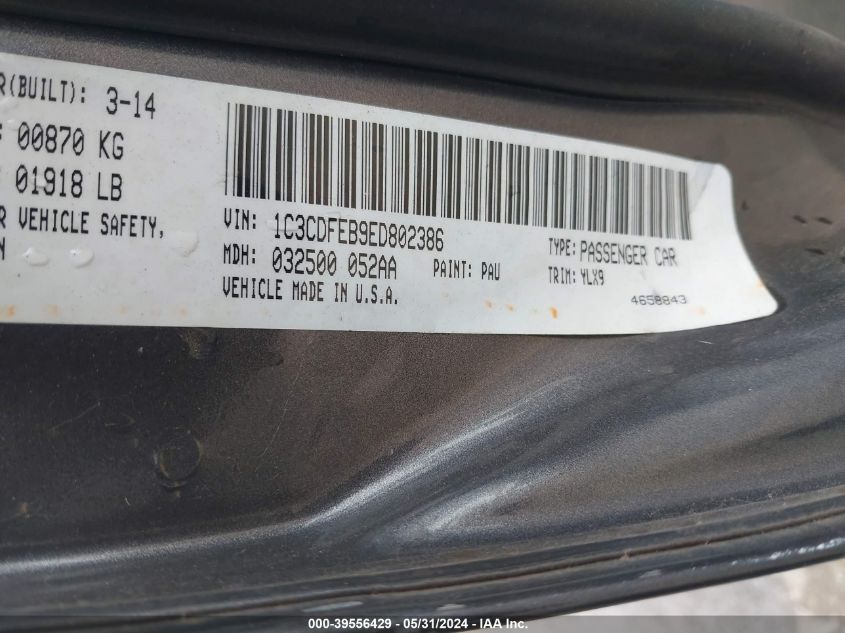 R(BUILT): 3-14
: 00870 KG
: 01918 LB
R VEHICLE SAFETY,
N
VIN: 1C3CDFEB9ED802386
TYPE: PASSENGER CAR
MDH: 032500 052AA PAINT: PAU TRIM: YLX9
VEHICLE MADE IN U.S.A.
4658843
000-39556429 - 05/31/2024 - IAA Inc.